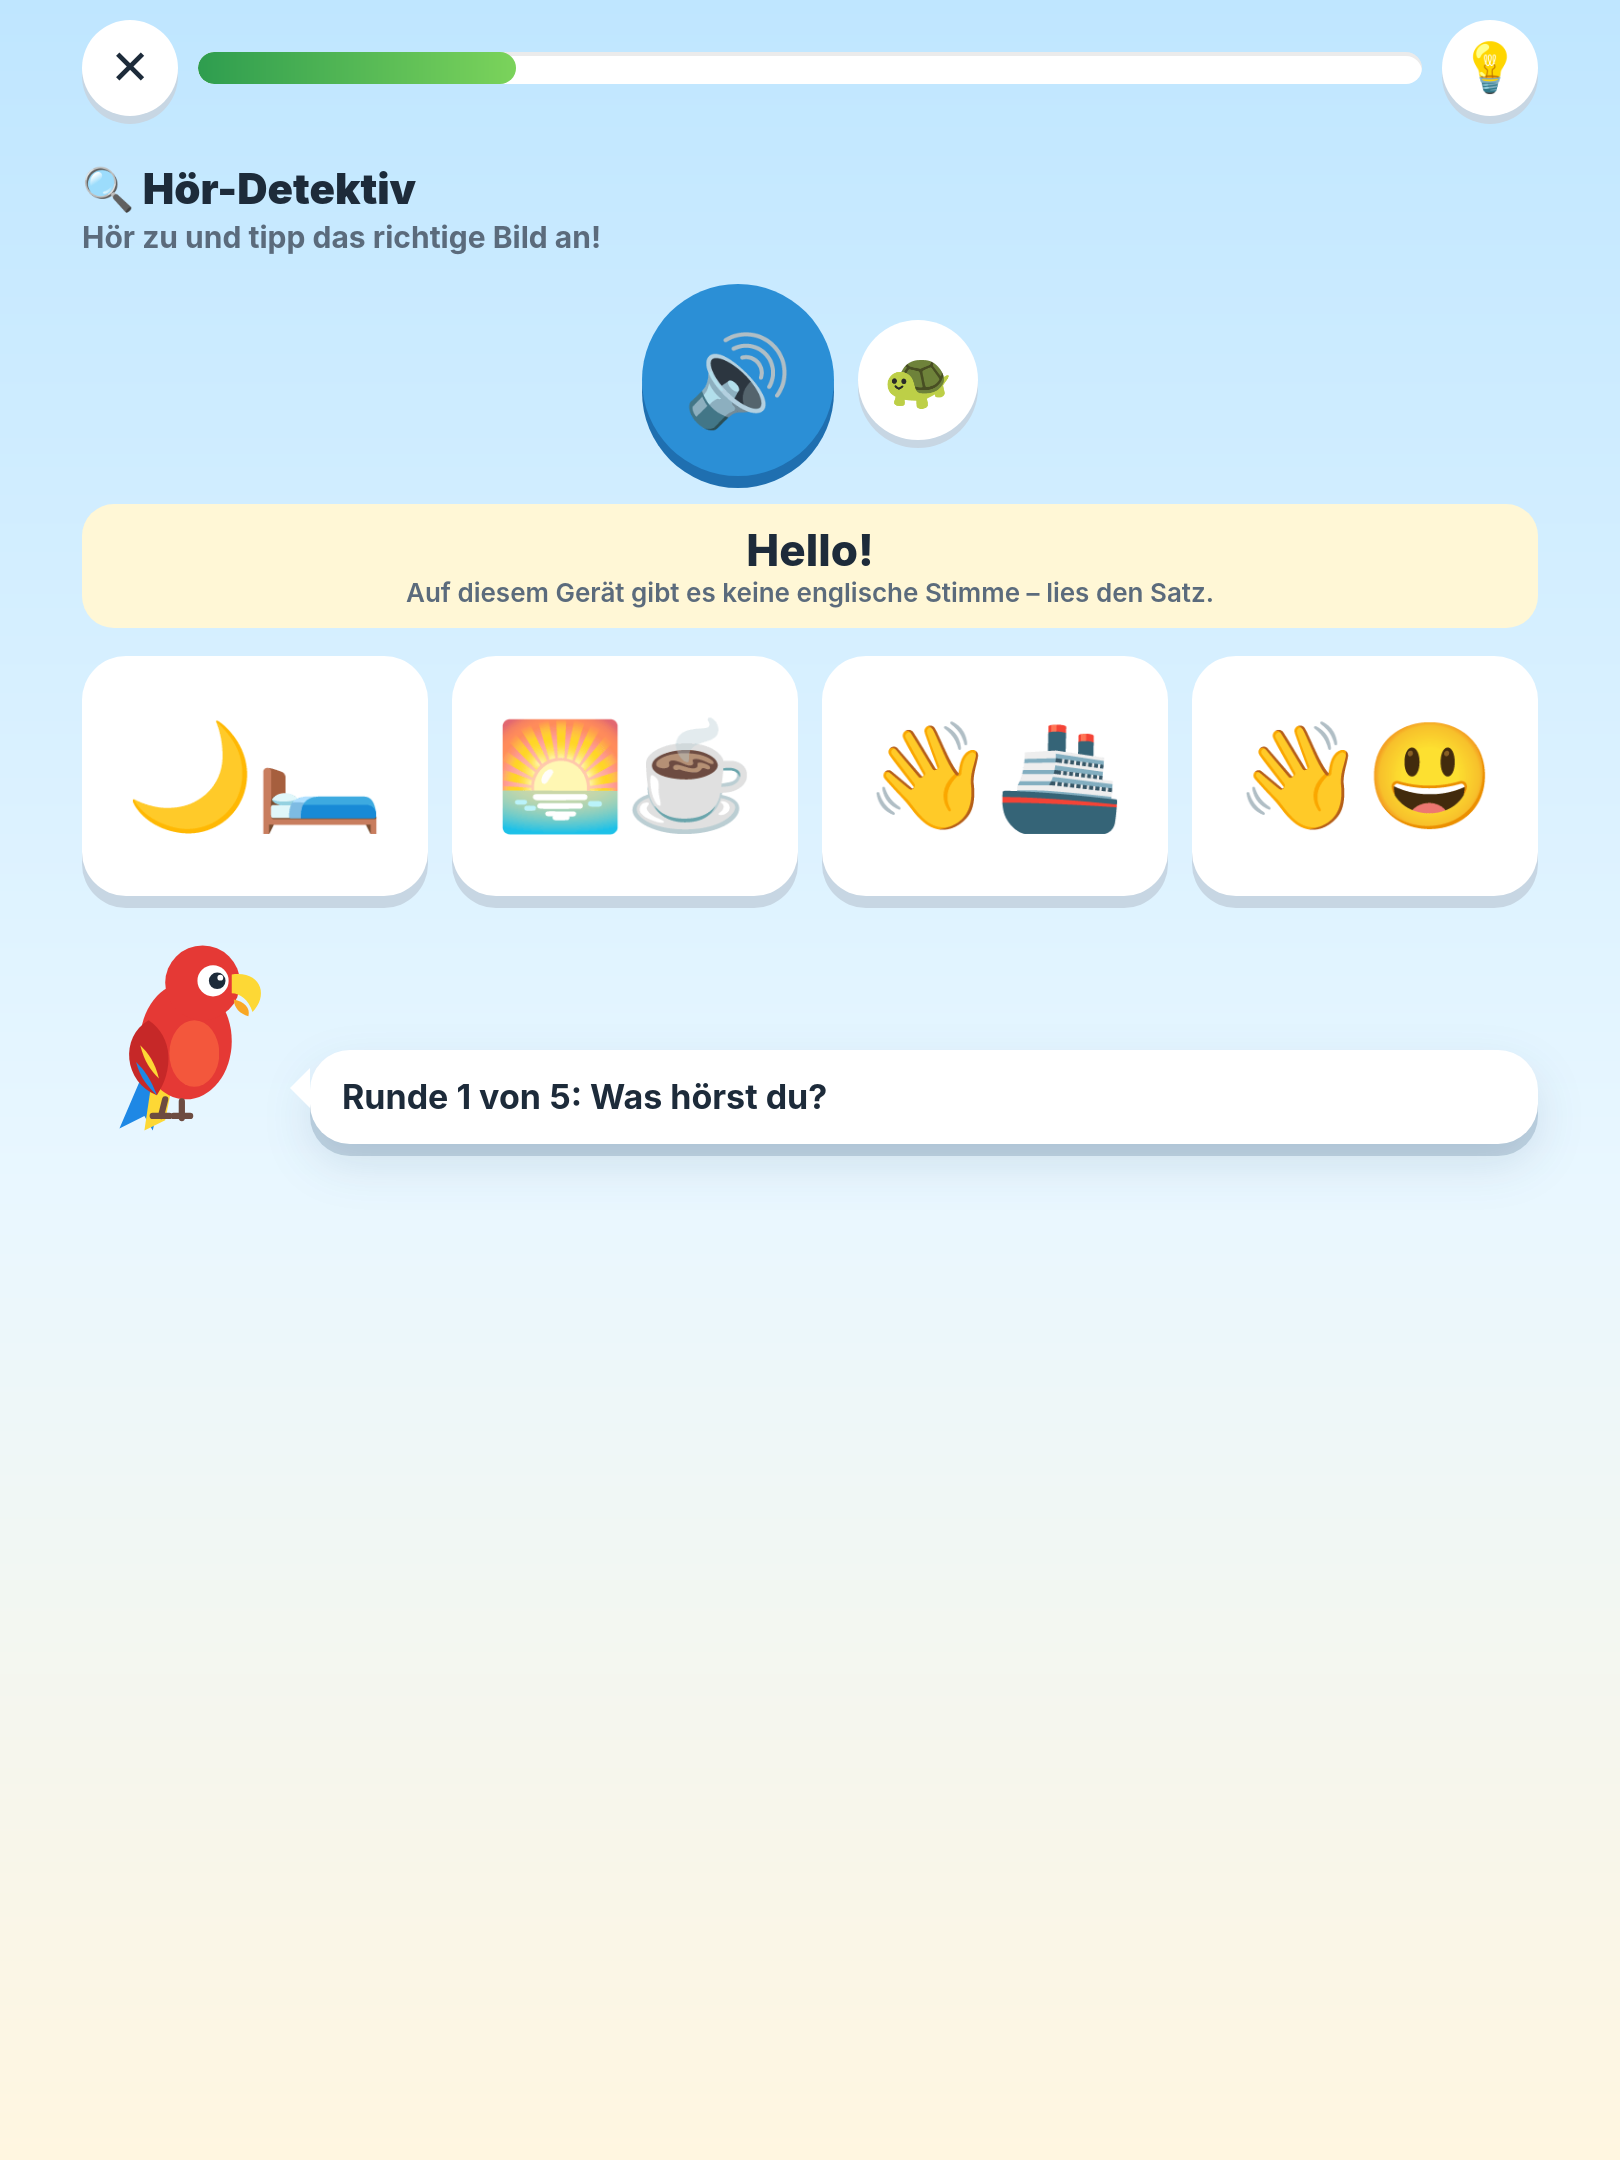 Hör-Detektiv
Hör zu und tipp das richtige Bild an!
Hello!
Auf diesem Gerät gibt es keine englische Stimme – lies den Satz.
Runde 1 von 5: Was hörst du?